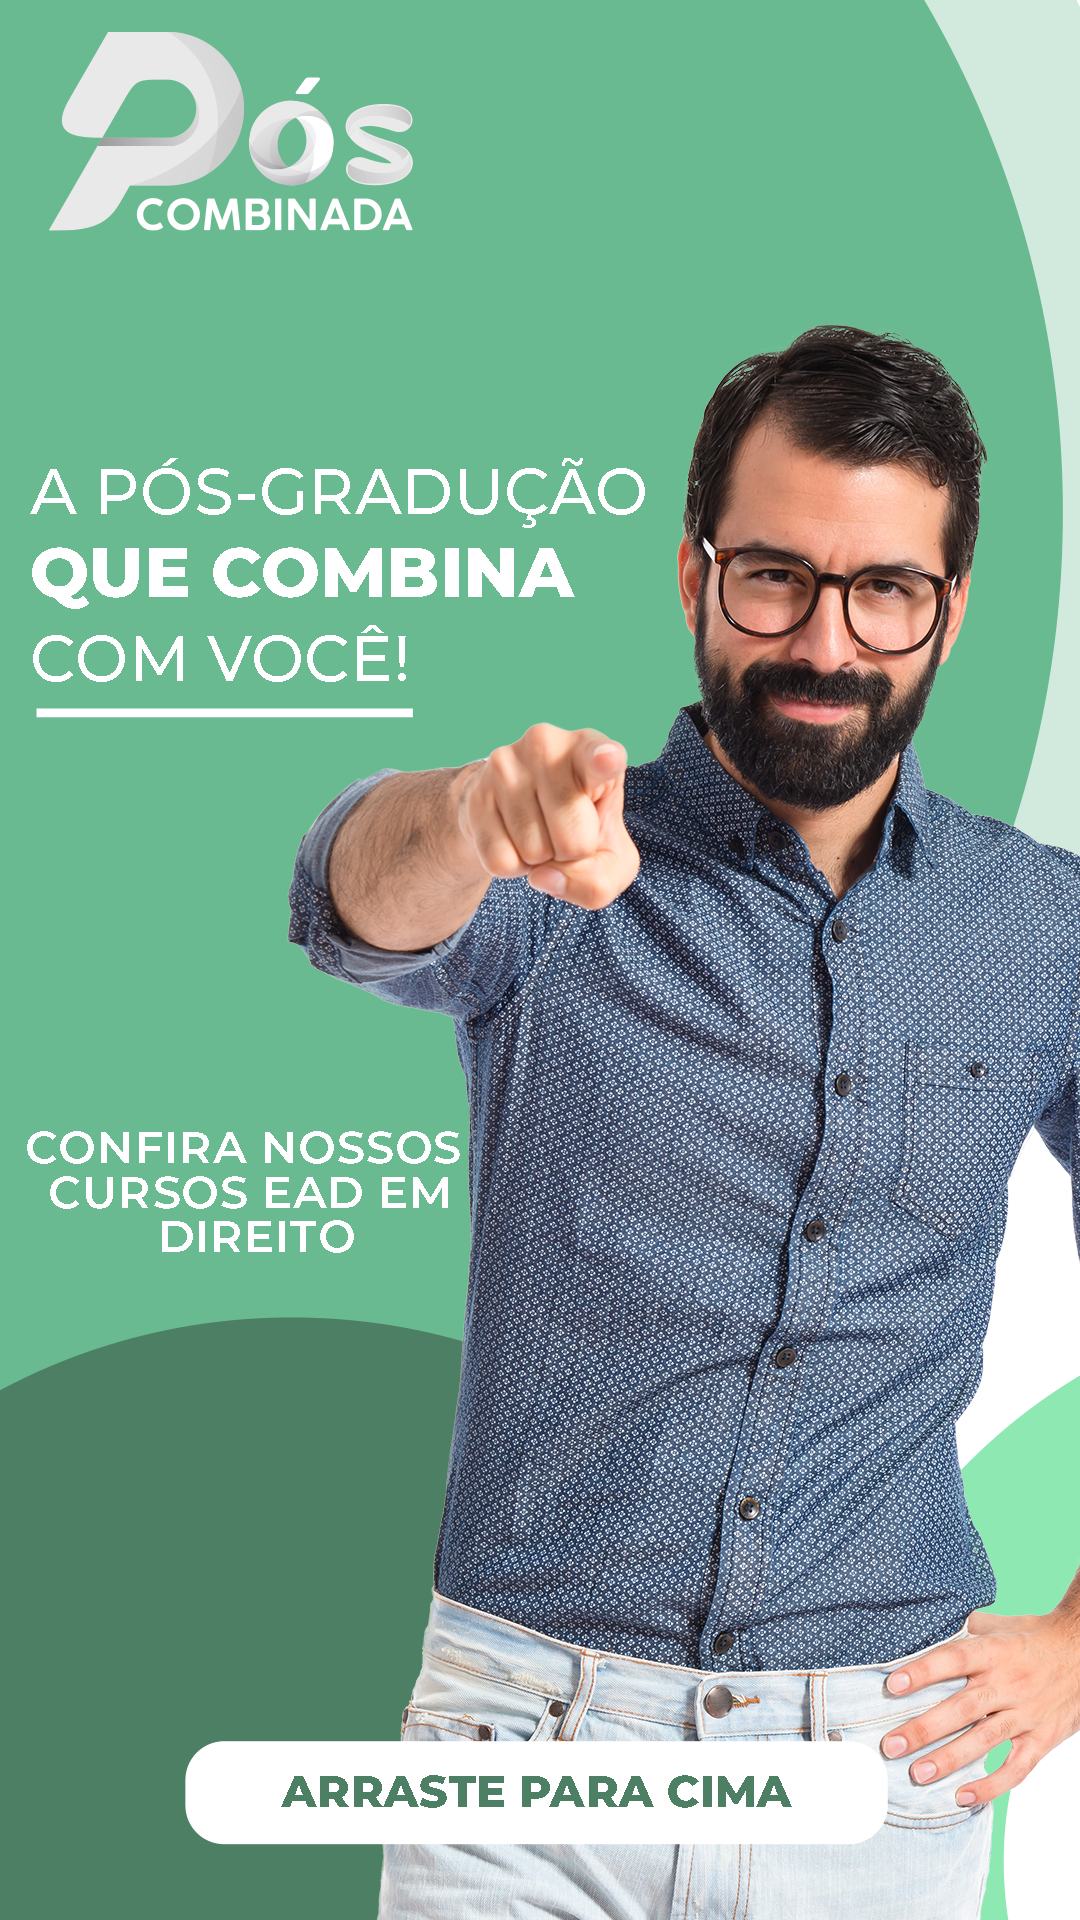 Pós
COMBINADA
A PÓS-GRADUÇÃO
QUE COMBINA
COM VOCÊ!
CONFIRA NOSSOS
CURSOS EAD EM
DIREITO
ARRASTE PARA CIMA